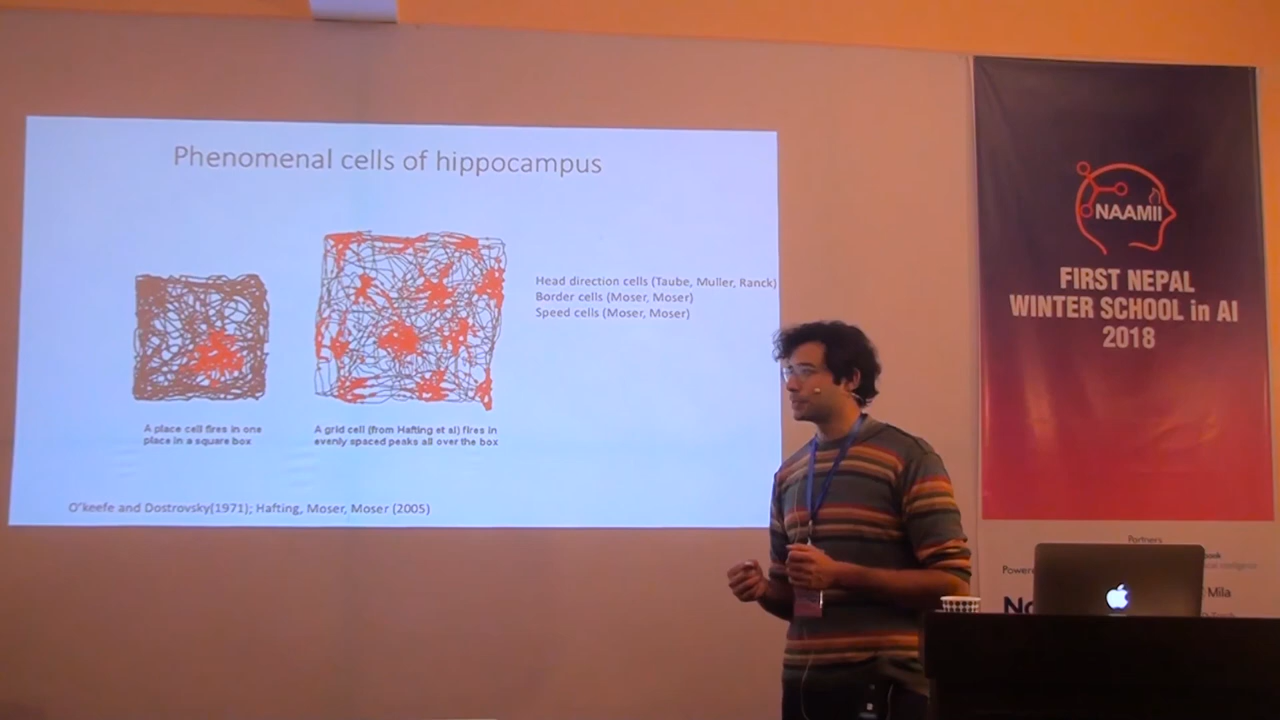 Phenomenal cells of hippocampus
Head direction cells (Taube, Muller, Ranck)
Border cells (Moser, Moser)
Speed cells (Moser, Moser)
A place cell fires in one
place in a square box
A grid cell (from Hafting et al) fires in
evenly spaced peaks all over the box
O'keefe and Dostrovsky(1971); Hafting, Moser, Moser (2005)
NAAMII
FIRST NEPAL
WINTER SCHOOL in AI
2018
Partners
Mila